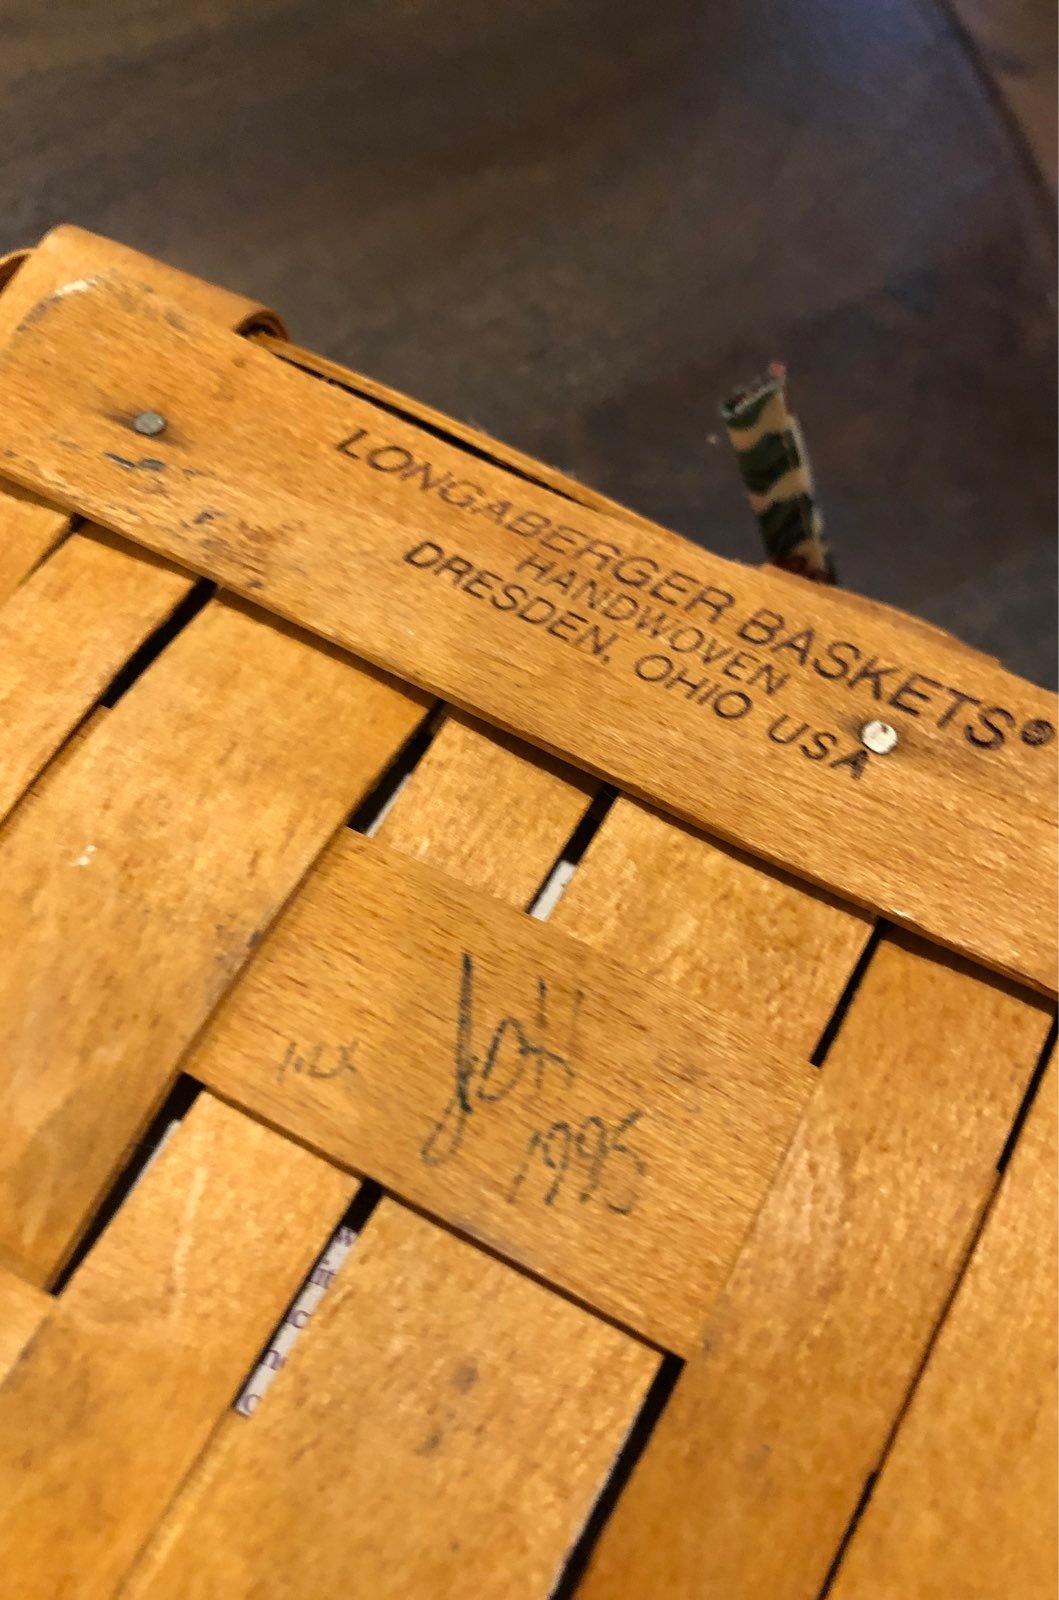 LONGABERGER BASKETS®
HANDWOVEN
DRESDEN, OHIO USA
1995